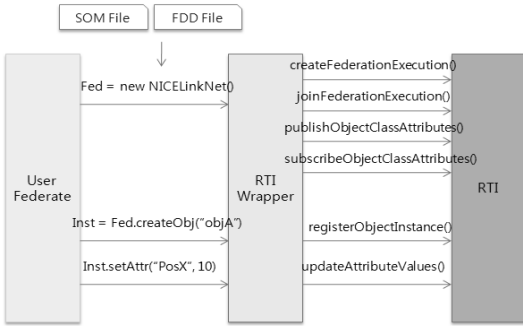 SOM File
FDD File
createFederationExecution()
Fed = new NICELinkNet()
joinFederationExecution()
publishObjectClassAttributes()
subscribeObjectClassAttributes()
User
Federate
RTI
Wrapper
RTI
Inst = Fed.createObj("objA")
registerObjectInstance()
Inst.setAttr("PosX", 10)
updateAttributeValues()